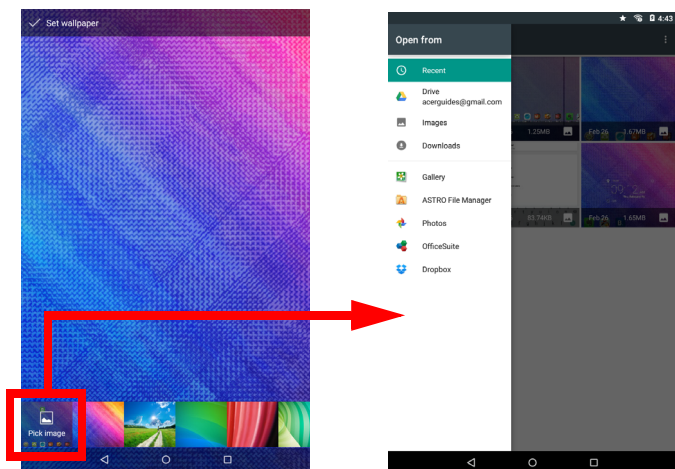 Set wallpaper
Pick image
4:43
Open from
Recent
Drive
acerguides@gmail.com
Images
Downloads
Gallery
ASTRO File Manager
Photos
OfficeSuite
Dropbox
1.25MB
Feb 26 1.67MB
83.74KB
Feb 26 1.65MB